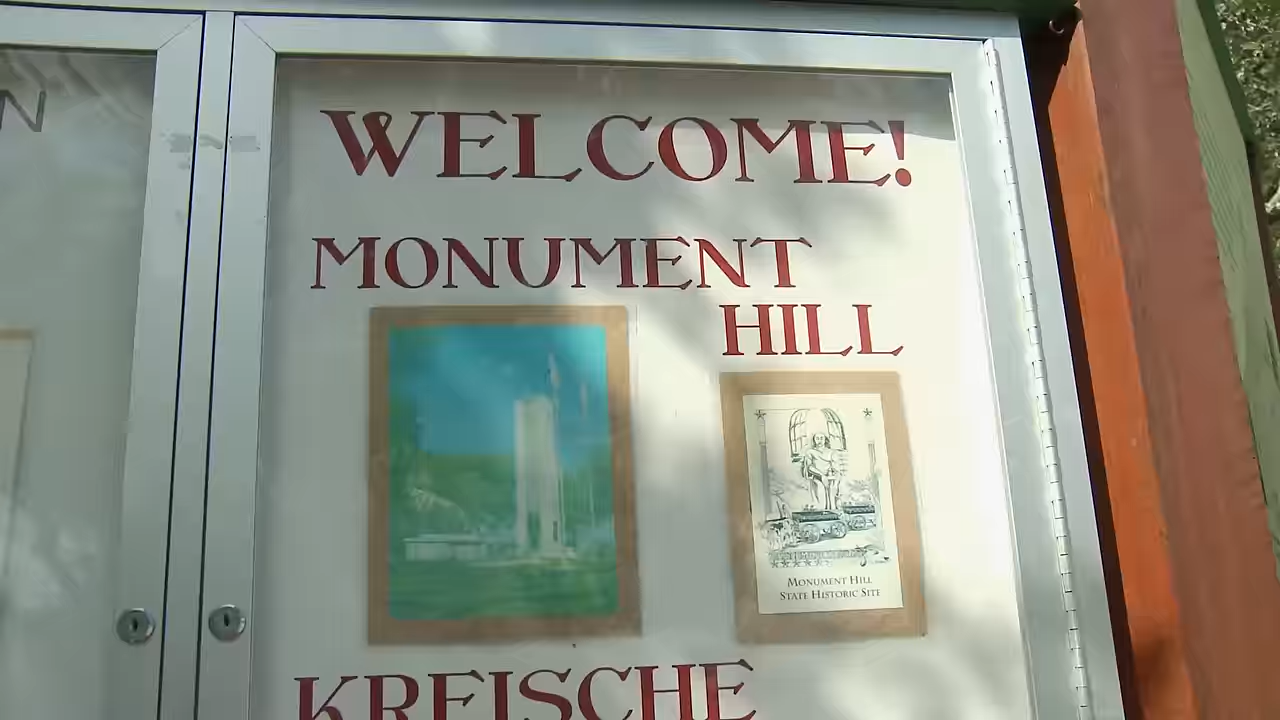 N
WELCOME!
MONUMENT
HILL
MONUMENT HILL
STATE HISTORIC SITE
KREISCHE